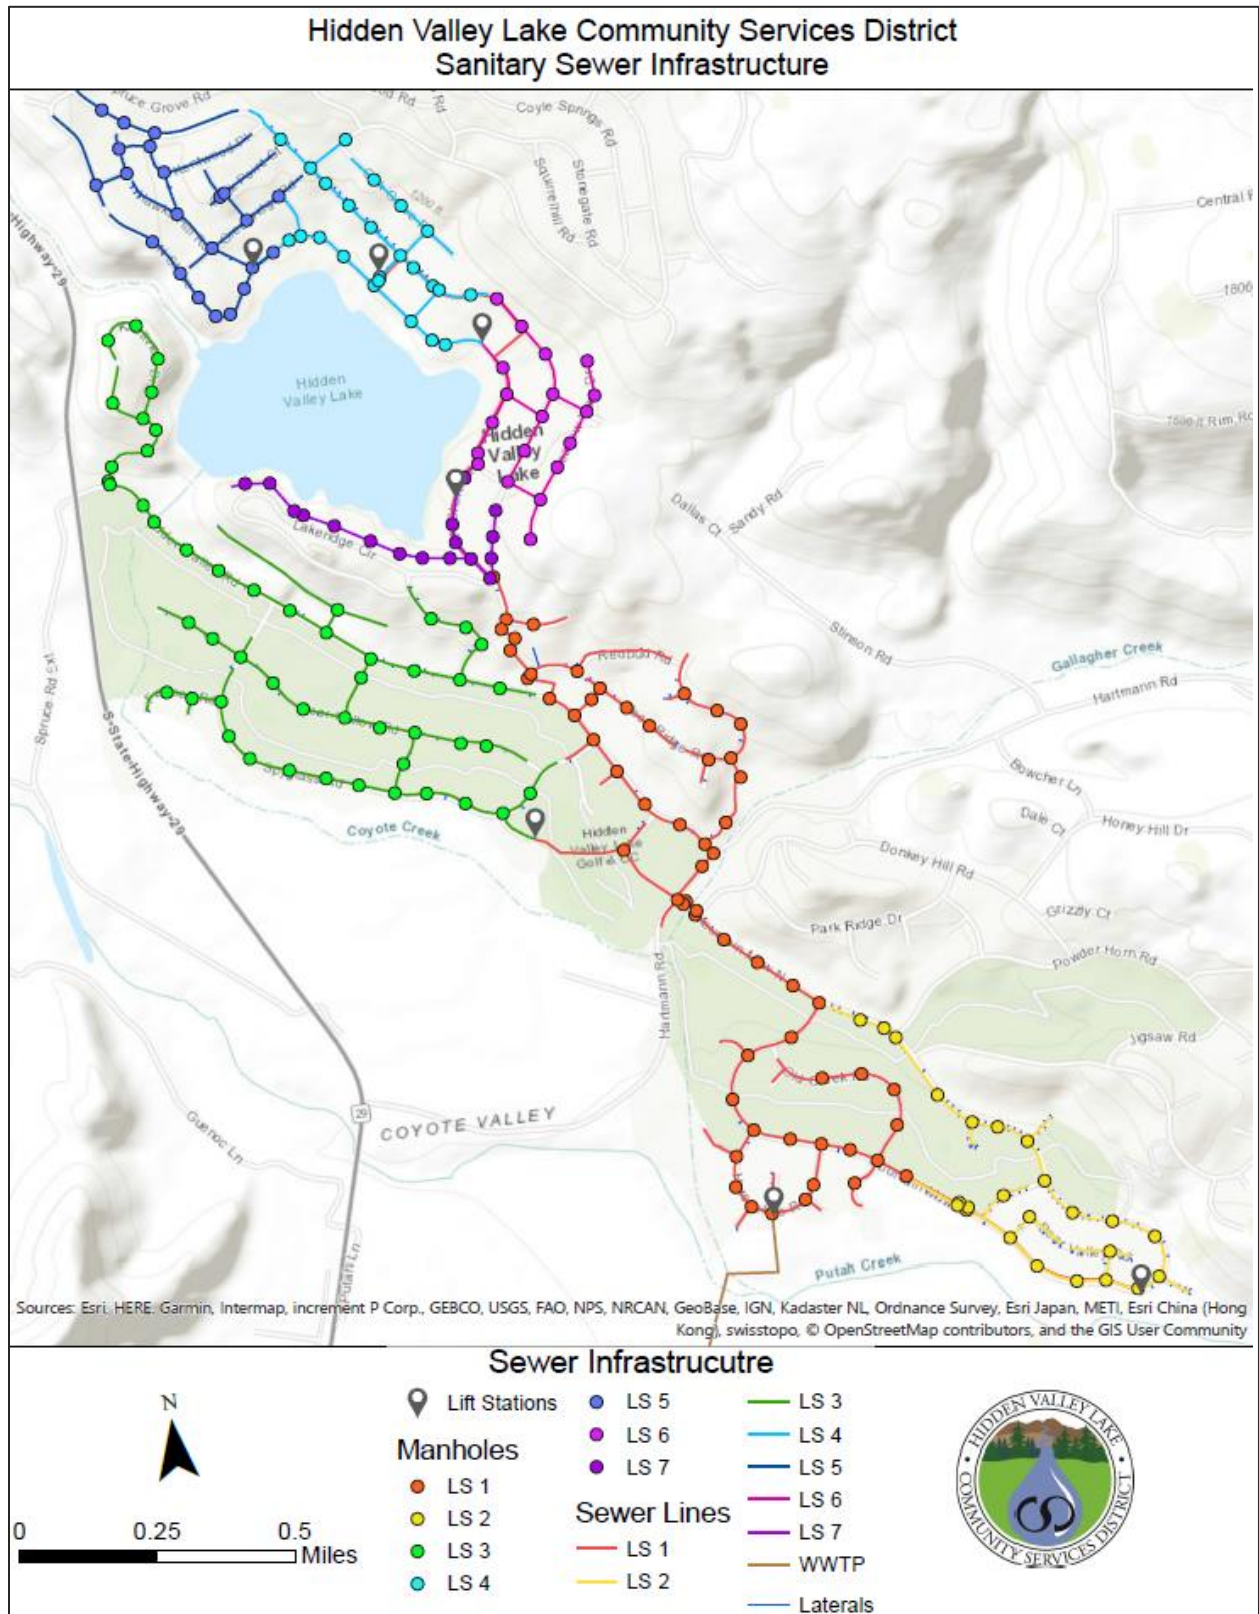 Hidden Valley Lake Community Services District
Sanitary Sewer Infrastructure
Coyle Springs Rd
Squirrelhill Rd
Stonegate Rd
1200 ft
Highway 29
Hidden
Valley Lake
Hidden
Valley
Lake
Lakeridge Cir
Dallas Ct
Sandy Rd
Stinson Rd
Redbud Rd
Gallagher Creek
Hartmann Rd
Spruce Rd
S State Highway 29
Bowcher Ln
Dale Ct
Honey Hill Dr
Coyote Creek
Hidden
Valley Lake
Golf & CC
Donkey Hill Rd
Park Ridge Dr
Grizzly Ct
Powder Horn Rd
Hartmann Rd
Jigsaw Rd
29
COYOTE VALLEY
Guenoc Ln
Putah Ln
Putah Creek
Sources: Esri, HERE, Garmin, Intermap, increment P Corp., GEBCO, USGS, FAO, NPS, NRCAN, GeoBase, IGN, Kadaster NL, Ordnance Survey, Esri Japan, METI, Esri China (Hong
Kong), swisstopo, © OpenStreetMap contributors, and the GIS User Community
Sewer Infrastrucutre
N
0 0.25 0.5
Miles
Lift Stations
Manholes
LS 1
LS 2
LS 3
LS 4
LS 5
LS 6
LS 7
Sewer Lines
LS 1
LS 2
LS 3
LS 4
LS 5
LS 6
LS 7
WWTP
Laterals
HIDDEN VALLEY LAKE
COMMUNITY SERVICES DISTRICT